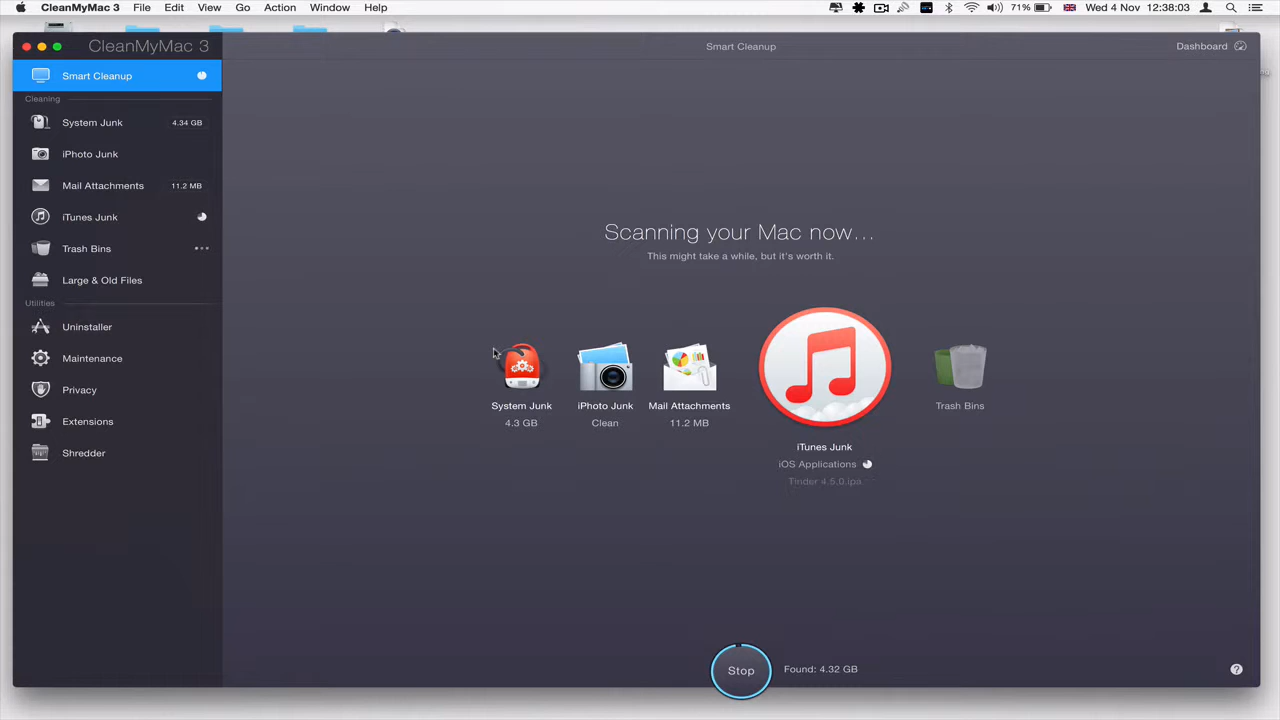 CleanMyMac 3 File Edit View Go Action Window Help 71% Wed 4 Nov 12:38:03
CleanMyMac 3
Smart Cleanup
Dashboard
Smart Cleanup
Cleaning
System Junk 4.34 GB
iPhoto Junk
Mail Attachments 11.2 MB
iTunes Junk
Trash Bins
Large & Old Files
Utilities
Uninstaller
Maintenance
Privacy
Extensions
Shredder
Scanning your Mac now...
This might take a while, but it's worth it.
System Junk
4.3 GB
iPhoto Junk
Clean
Mail Attachments
11.2 MB
iTunes Junk
iOS Applications
Tinder 4.5.0.ipa
Trash Bins
Stop
Found: 4.32 GB
?